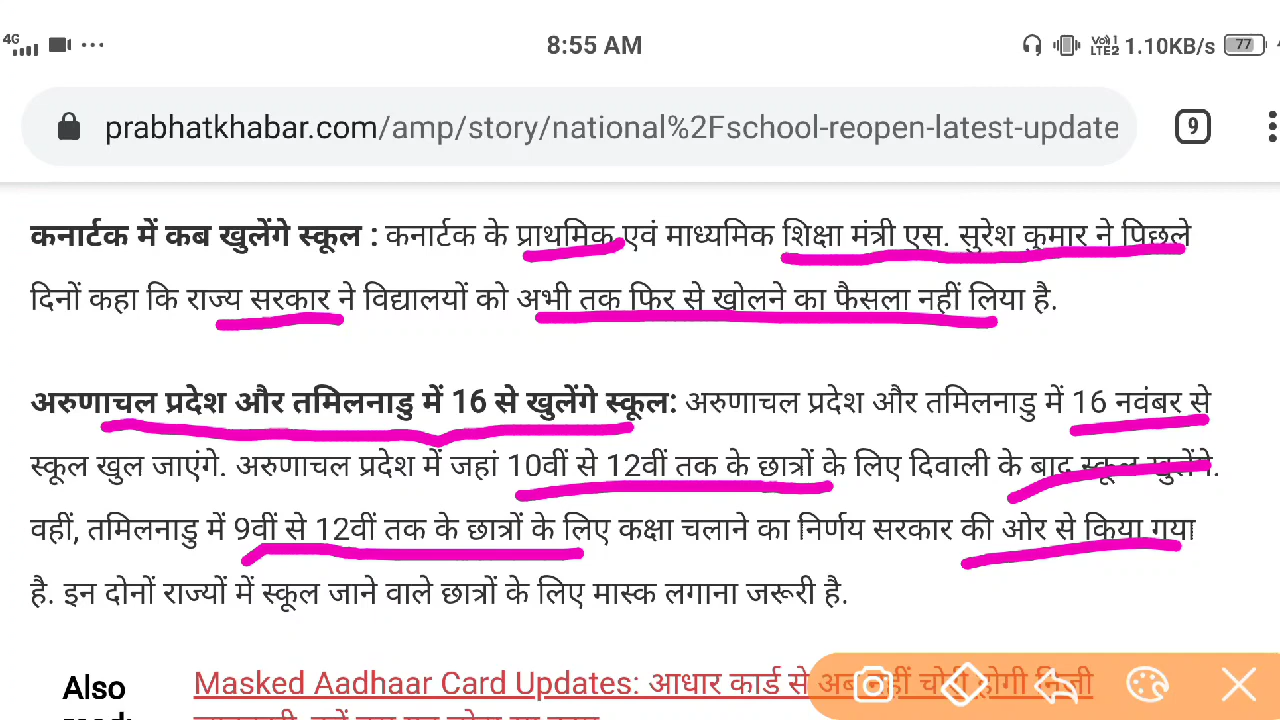 4G
8:55 AM
Vo)) 1 LTE2 1.10KB/s 77
prabhatkhabar.com/amp/story/national%2Fschool-reopen-latest-update
9
कनार्टक में कब खुलेंगे स्कूल : कनार्टक के प्राथमिक एवं माध्यमिक शिक्षा मंत्री एस. सुरेश कुमार ने पिछले
दिनों कहा कि राज्य सरकार ने विद्यालयों को अभी तक फिर से खोलने का फैसला नहीं लिया है.
अरुणाचल प्रदेश और तमिलनाडु में 16 से खुलेंगे स्कूल: अरुणाचल प्रदेश और तमिलनाडु में 16 नवंबर से
स्कूल खुल जाएंगे. अरुणाचल प्रदेश में जहां 10वीं से 12वीं तक के छात्रों के लिए दिवाली के बाद स्कूल खुलेंगे.
वहीं, तमिलनाडु में 9वीं से 12वीं तक के छात्रों के लिए कक्षा चलाने का निर्णय सरकार की ओर से किया गया
है. इन दोनों राज्यों में स्कूल जाने वाले छात्रों के लिए मास्क लगाना जरूरी है.
Also
Masked Aadhaar Card Updates: आधार कार्ड से अब नहीं चोरी होगी निजी